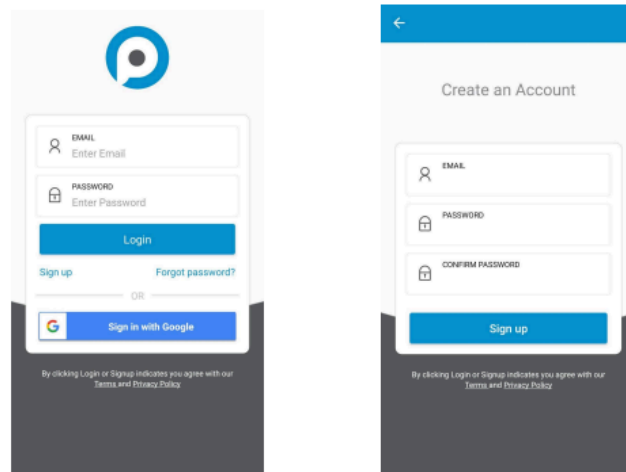 EMAIL
Enter Email
PASSWORD
Enter Password
Login
Sign up
Forgot password?
OR
Sign in with Google
By clicking Login or Signup indicates you agree with our
Terms and Privacy Policy
Create an Account
EMAIL
PASSWORD
CONFIRM PASSWORD
Sign up
By clicking Login or Signup indicates you agree with our
Terms and Privacy Policy